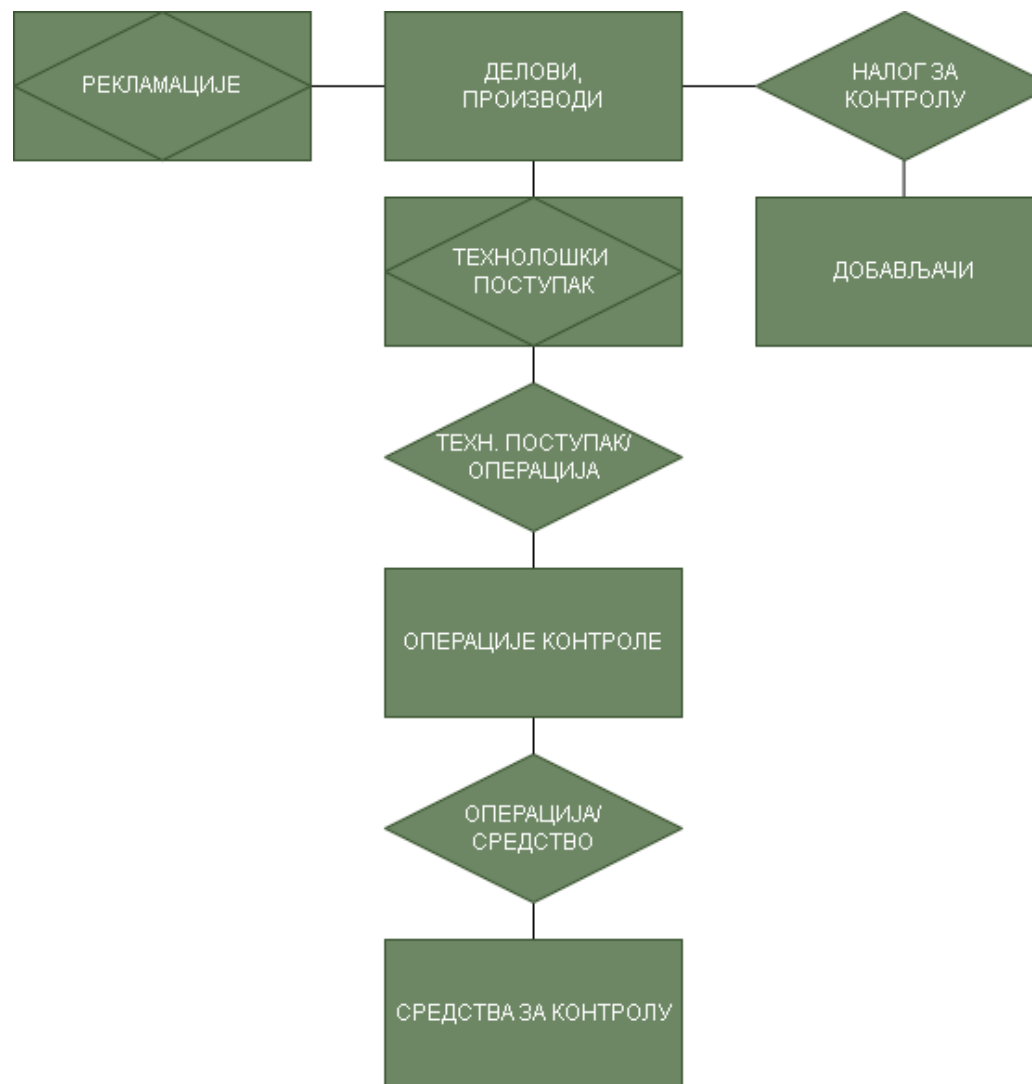 РЕКЛАМАЦИЈЕ
ДЕЛОВИ,
ПРОИЗВОДИ
НАЛОГ ЗА
КОНТРОЛУ
ТЕХНОЛОШКИ
ПОСТУПАК
ДОБАВЉАЧИ
ТЕХН. ПОСТУПАК/
ОПЕРАЦИЈА
ОПЕРАЦИЈЕ КОНТРОЛЕ
ОПЕРАЦИЈА/
СРЕДСТВО
СРЕДСТВА ЗА КОНТРОЛУ